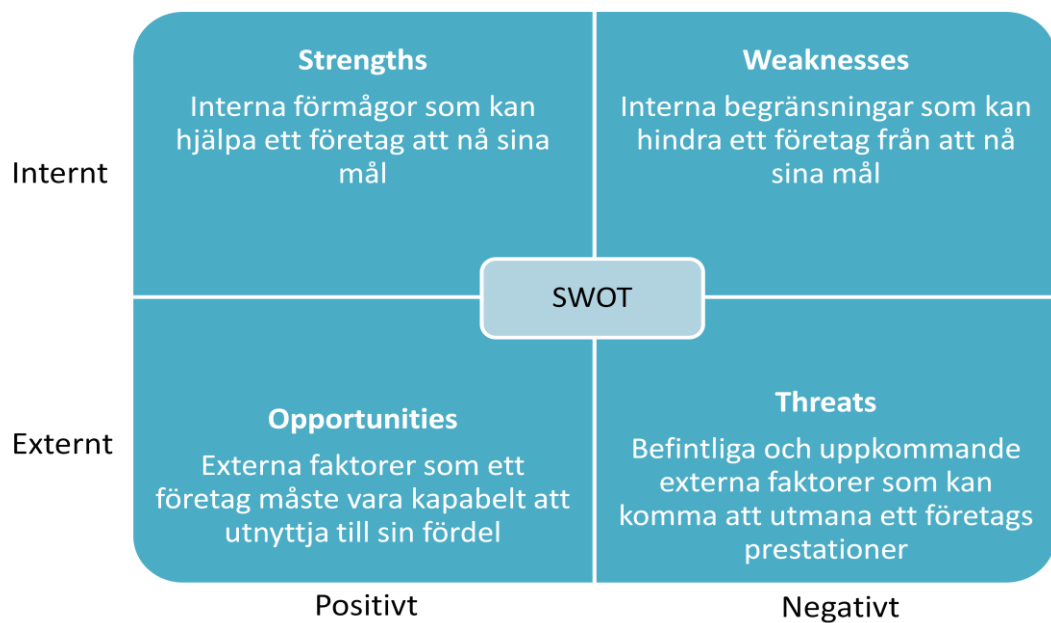 Strengths
Interna förmågor som kan
hjälpa ett företag att nå sina
mål
Weaknesses
Interna begränsningar som kan
hindra ett företag från att nå
sina mål
Internt
SWOT
Opportunities
Externa faktorer som ett
företag måste vara kapabelt att
utnyttja till sin fördel
Threats
Befintliga och uppkommande
externa faktorer som kan
komma att utmana ett företags
prestationer
Externt
Positivt
Negativt